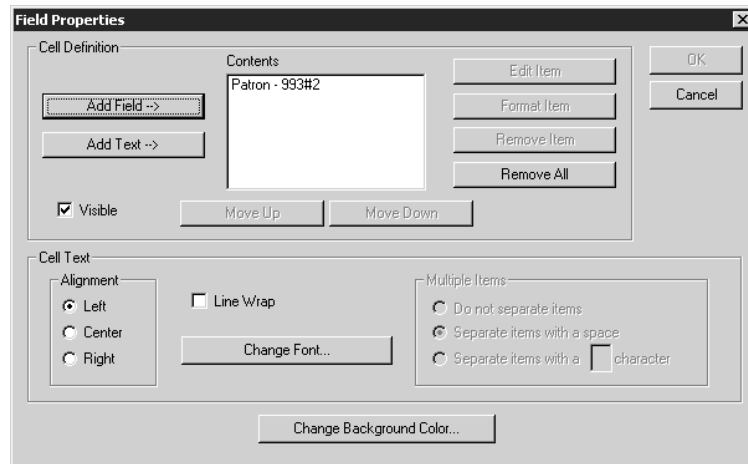 Field Properties
Cell Definition
Contents
Patron - 993#2
Add Field -->
Add Text -->
Edit Item
Format Item
Remove Item
Remove All
OK
Cancel
Visible
Move Up
Move Down
Cell Text
Alignment
Left
Center
Right
Line Wrap
Change Font...
Multiple Items
Do not separate items
Separate items with a space
Separate items with a character
Change Background Color...